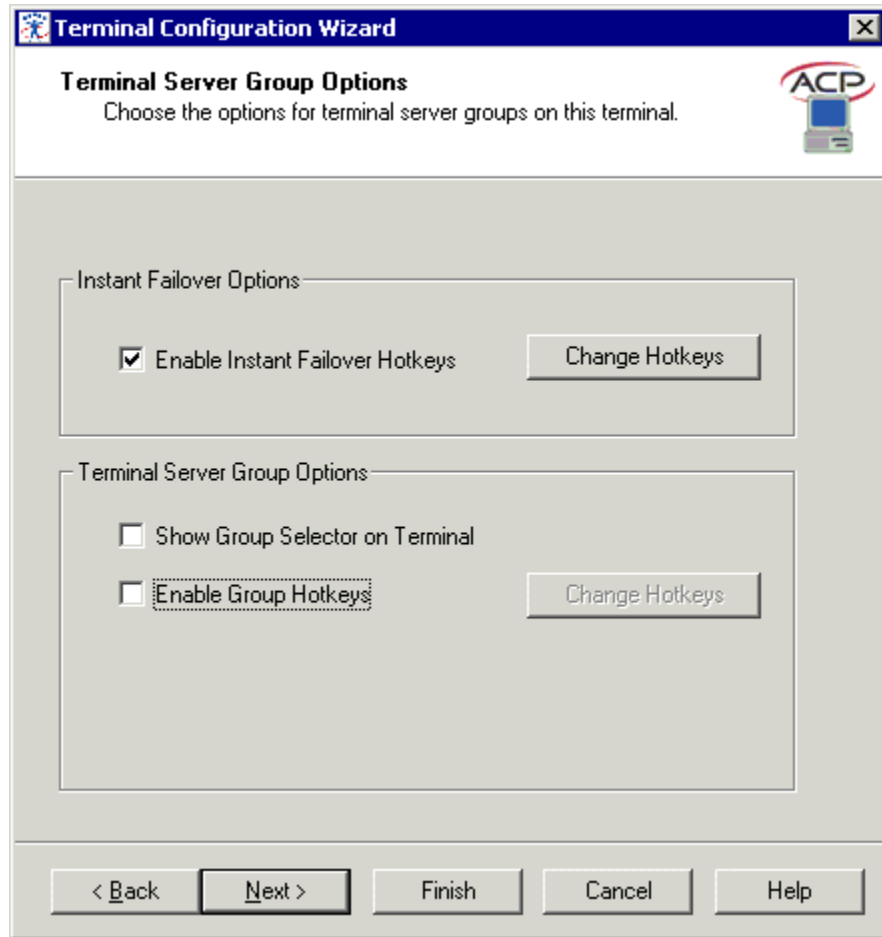 Terminal Configuration Wizard
Terminal Server Group Options
Choose the options for terminal server groups on this terminal.
ACP
Instant Failover Options
Enable Instant Failover Hotkeys
Change Hotkeys
Terminal Server Group Options
Show Group Selector on Terminal
Enable Group Hotkeys
Change Hotkeys
< Back Next > Finish Cancel Help